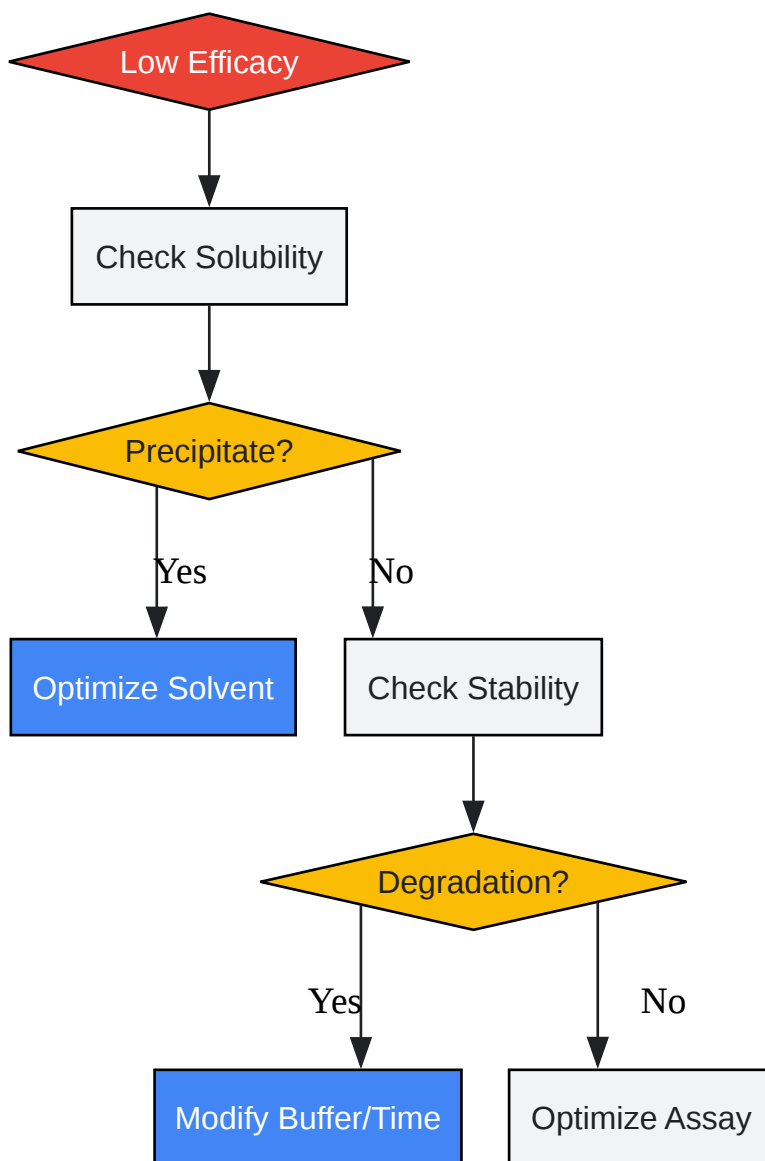 Low Efficacy
Check Solubility
Precipitate?
Yes
No
Optimize Solvent
Check Stability
Degradation?
Yes
No
Modify Buffer/Time
Optimize Assay